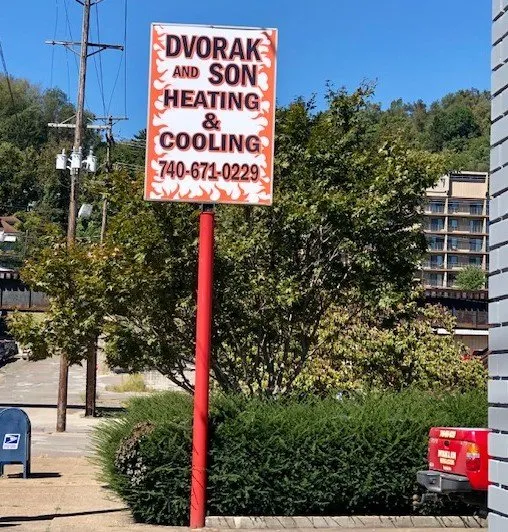 DVORAK
AND SON
HEATING
&
COOLING
740-671-0229